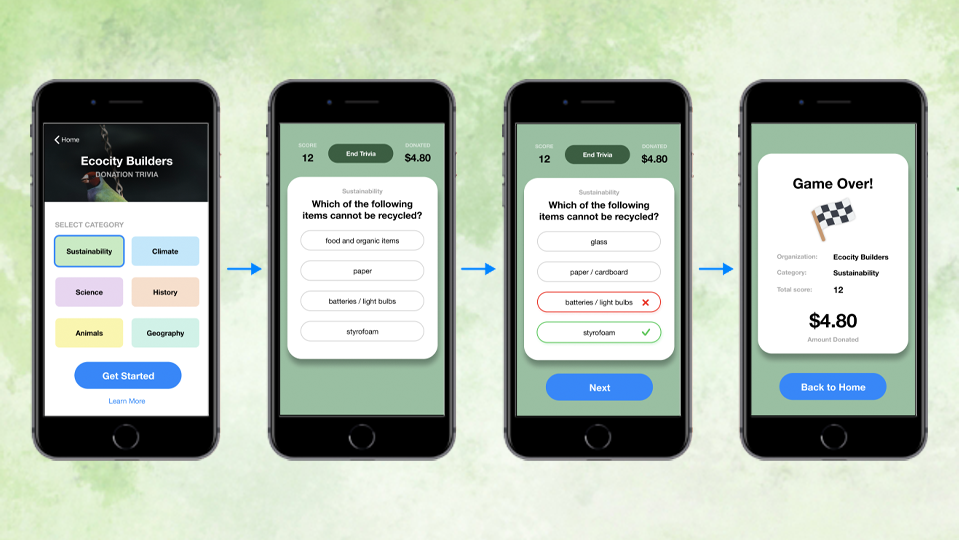 Home
Ecocity Builders
DONATION TRIVIA
SELECT CATEGORY
Sustainability Climate
Science History
Animals Geography
Get Started
Learn More
SCORE DONATED
12 End Trivia $4.80
Sustainability
Which of the following
items cannot be recycled?
food and organic items
paper
batteries / light bulbs
styrofoam
SCORE DONATED
12 End Trivia $4.80
Sustainability
Which of the following
items cannot be recycled?
glass
paper / cardboard
batteries / light bulbs
styrofoam
Next
Game Over!
Organization: Ecocity Builders
Category: Sustainability
Total score: 12
$4.80
Amount Donated
Back to Home